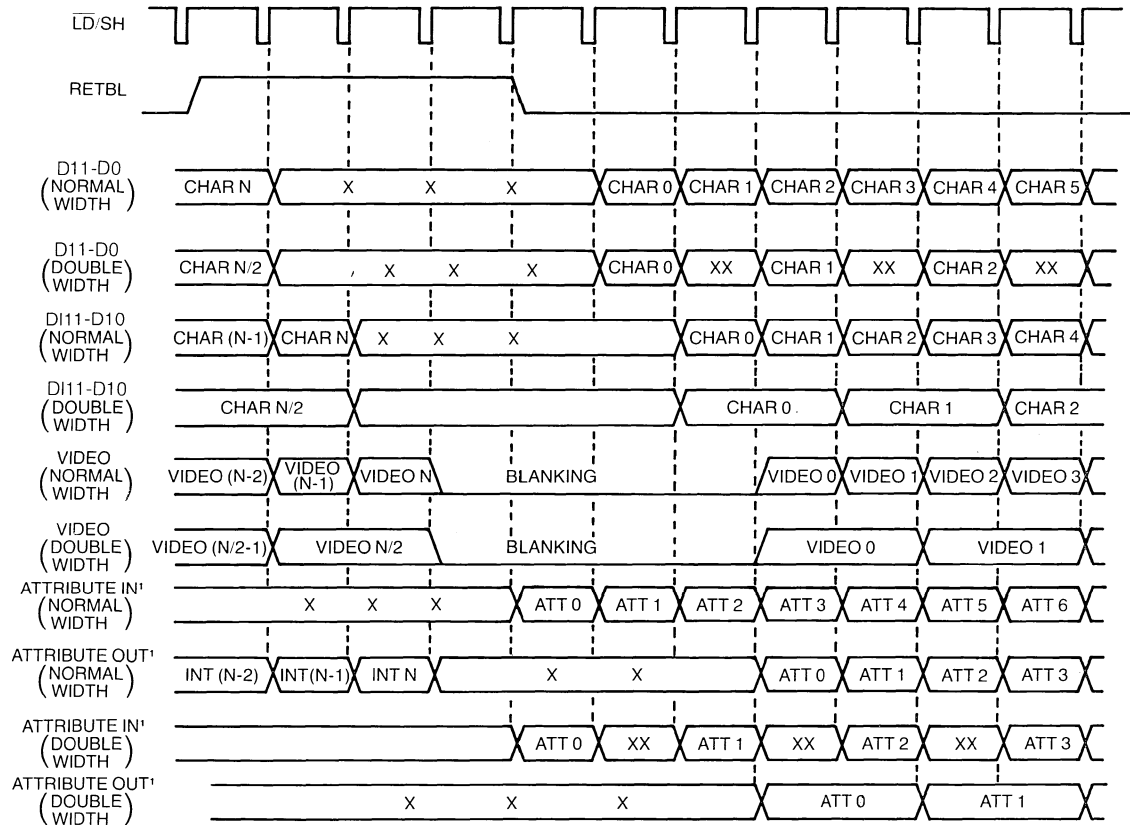 LD/SH
RETBL
D11-D0
(NORMAL
WIDTH)
CHAR N X X X CHAR 0 CHAR 1 CHAR 2 CHAR 3 CHAR 4 CHAR 5
D11-D0
(DOUBLE
WIDTH)
CHAR N/2 X X X CHAR 0 XX CHAR 1 XX CHAR 2 XX
DI11-D10
(NORMAL
WIDTH)
CHAR (N-1) CHAR N X X X CHAR 0 CHAR 1 CHAR 2 CHAR 3 CHAR 4
DI11-D10
(DOUBLE
WIDTH)
CHAR N/2 CHAR 0 CHAR 1 CHAR 2
VIDEO
(NORMAL
WIDTH)
VIDEO (N-2) VIDEO (N-1) VIDEO N BLANKING VIDEO 0 VIDEO 1 VIDEO 2 VIDEO 3
VIDEO
(DOUBLE
WIDTH)
VIDEO (N/2-1) VIDEO N/2 BLANKING VIDEO 0 VIDEO 1
ATTRIBUTE IN¹
(NORMAL
WIDTH)
X X X ATT 0 ATT 1 ATT 2 ATT 3 ATT 4 ATT 5 ATT 6
ATTRIBUTE OUT¹
(NORMAL
WIDTH)
INT (N-2) INT(N-1) INT N X X ATT 0 ATT 1 ATT 2 ATT 3
ATTRIBUTE IN¹
(DOUBLE
WIDTH)
ATT 0 XX ATT 1 XX ATT 2 XX ATT 3
ATTRIBUTE OUT¹
(DOUBLE
WIDTH)
X X X ATT 0 ATT 1